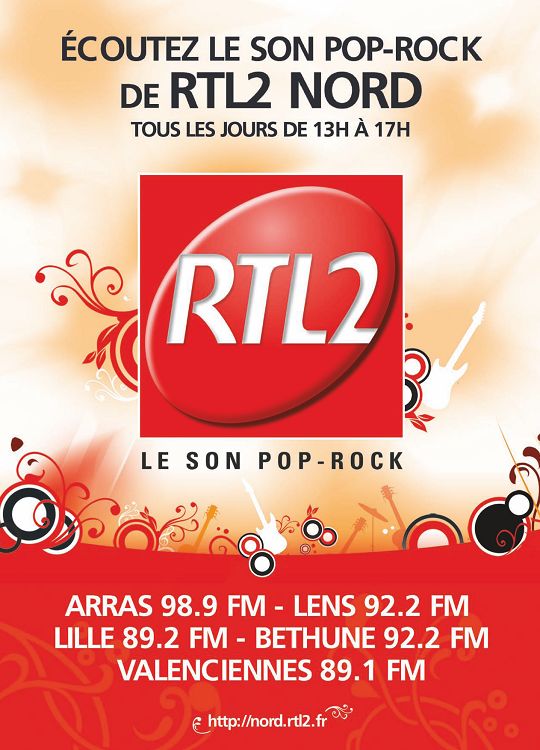 ÉCOUTEZ LE SON POP-ROCK
DE RTL2 NORD
TOUS LES JOURS DE 13H À 17H
RTL2
LE SON POP-ROCK
ARRAS 98.9 FM - LENS 92.2 FM
LILLE 89.2 FM - BETHUNE 92.2 FM
VALENCIENNES 89.1 FM
http://nord.rtl2.fr